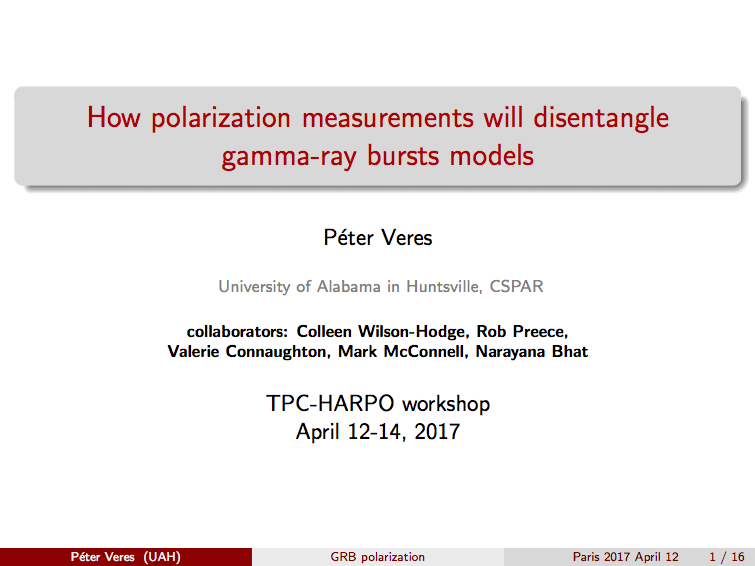 How polarization measurements will disentangle
gamma-ray bursts models
Péter Veres
University of Alabama in Huntsville, CSPAR
collaborators: Colleen Wilson-Hodge, Rob Preece,
Valerie Connaughton, Mark McConnell, Narayana Bhat
TPC-HARPO workshop
April 12-14, 2017
Péter Veres (UAH) GRB polarization Paris 2017 April 12 1 / 16